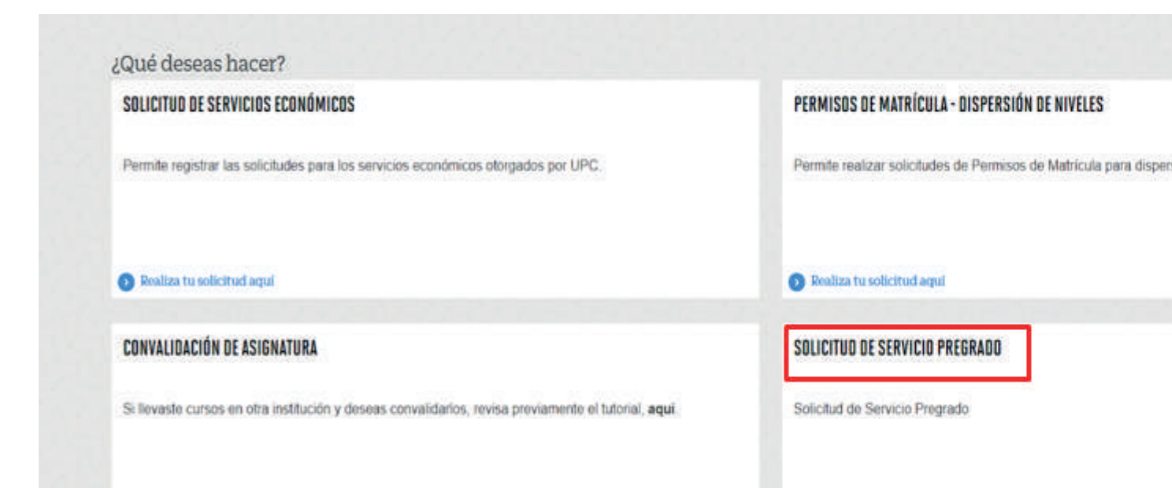 ¿Qué deseas hacer?
SOLICITUD DE SERVICIOS ECONÓMICOS
Permite registrar las solicitudes para los servicios económicos otorgados por UPC.
Realiza tu solicitud aquí
PERMISOS DE MATRÍCULA - DISPERSIÓN DE NIVELES
Permite realizar solicitudes de Permisos de Matrícula para dispers
Realiza tu solicitud aquí
CONVALIDACIÓN DE ASIGNATURA
Si llevaste cursos en otra institución y deseas convalidarlos, revisa previamente el tutorial, aquí.
SOLICITUD DE SERVICIO PREGRADO
Solicitud de Servicio Pregrado